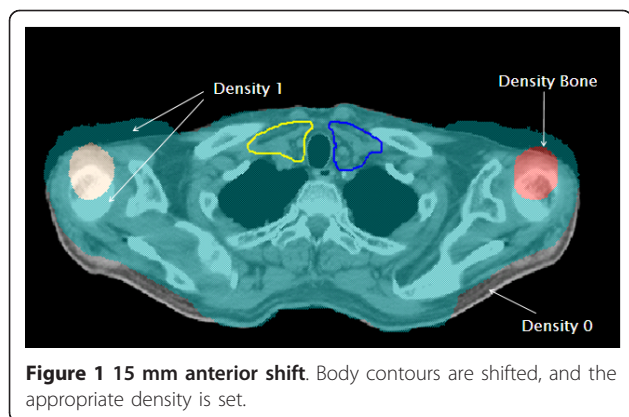 Density 1
Density Bone
Density 0
Figure 1 15 mm anterior shift. Body contours are shifted, and the
appropriate density is set.